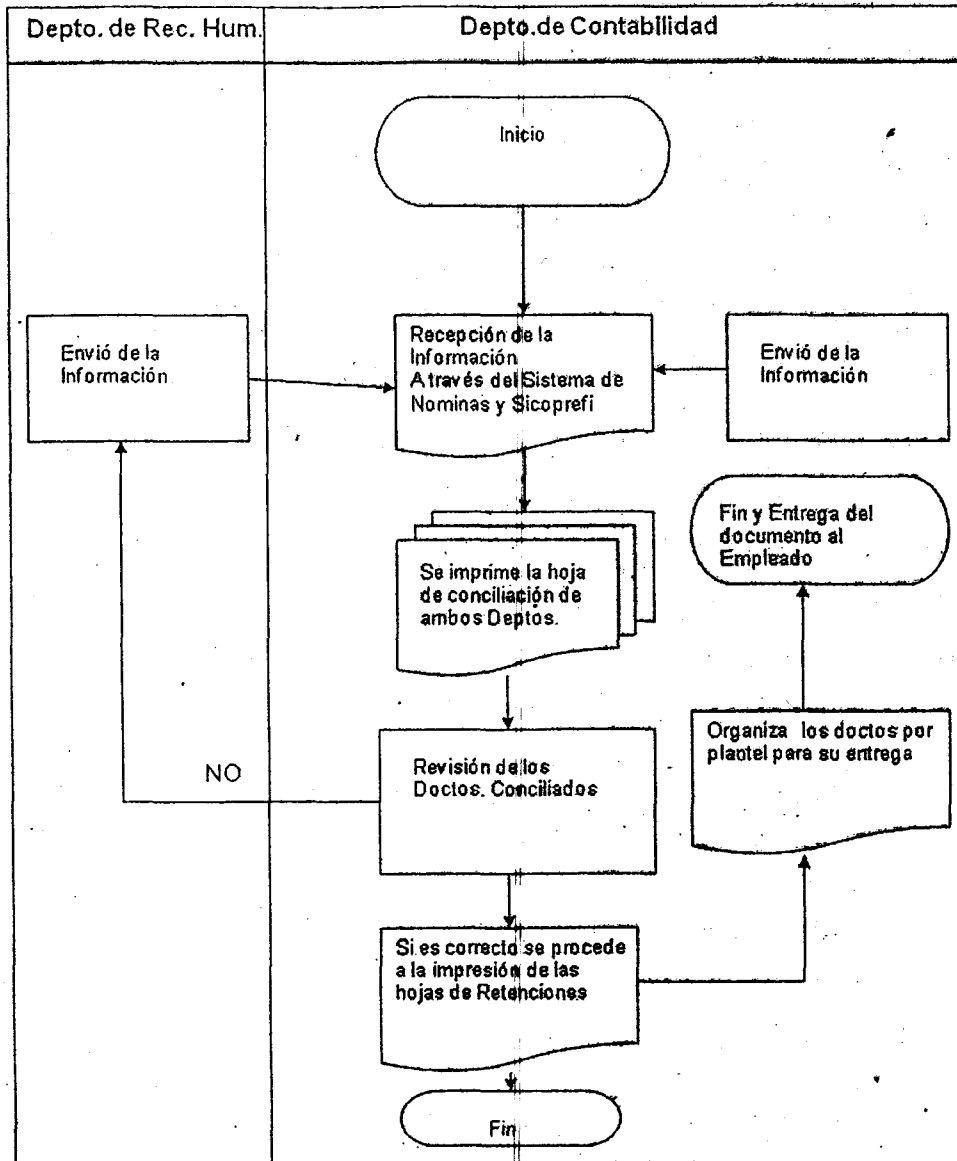 Depto. de Rec. Hum.
Depto.de Contabilidad
Inicio
Envió de la
Información
Recepción de la
Información
A través del Sistema de
Nominas y Sicoprefi
Envió de la
Información
Se imprime la hoja
de conciliación de
ambos Deptos.
Fin y Entrega del
documento al
Empleado
NO
Revisión de los
Doctos. Conciliados
Organiza los doctos por
plantel para su entrega
Si es correcto se procede
a la impresión de las
hojas de Retenciones
Fin